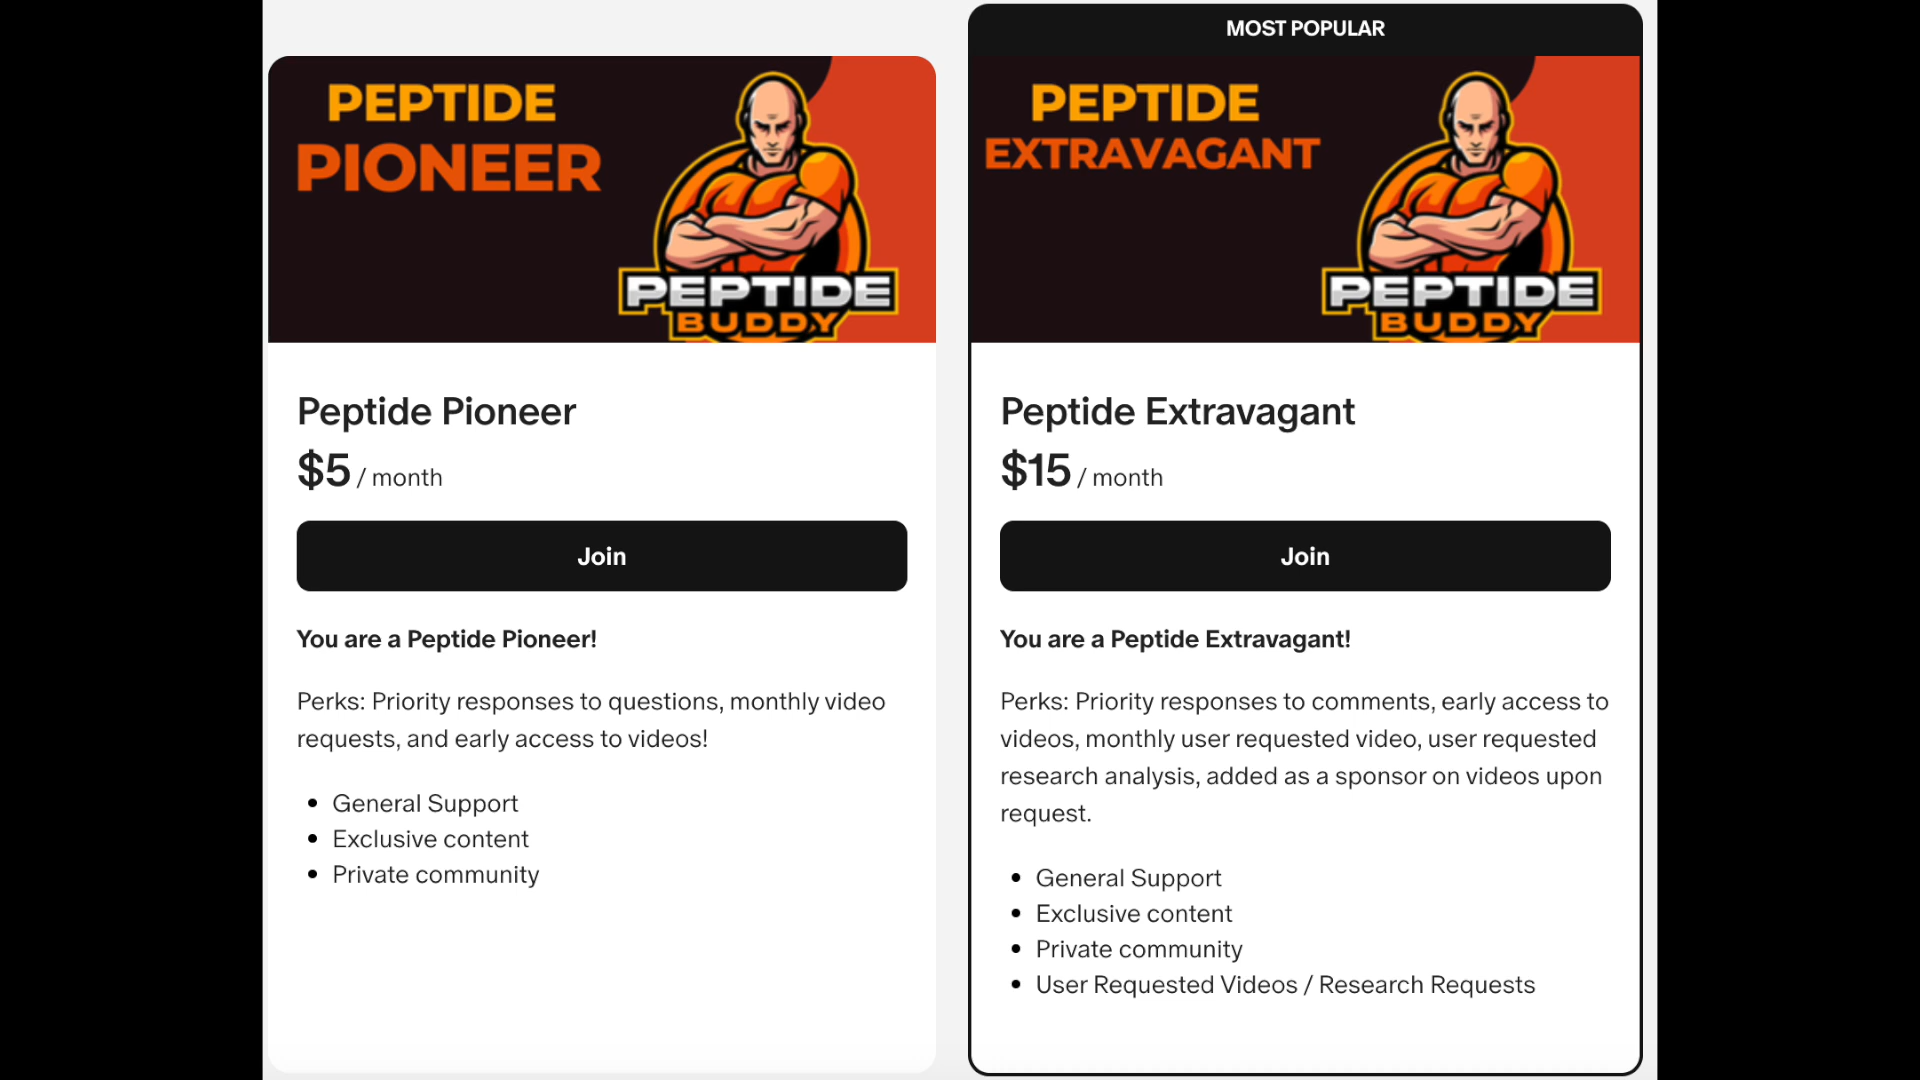 PEPTIDE
PIONEER
PEPTIDE
BUDDY
Peptide Pioneer
$5 / month
Join
You are a Peptide Pioneer!
Perks: Priority responses to questions, monthly video
requests, and early access to videos!
• General Support
• Exclusive content
• Private community
MOST POPULAR
PEPTIDE
EXTRAVAGANT
PEPTIDE
BUDDY
Peptide Extravagant
$15 / month
Join
You are a Peptide Extravagant!
Perks: Priority responses to comments, early access to
videos, monthly user requested video, user requested
research analysis, added as a sponsor on videos upon
request.
• General Support
• Exclusive content
• Private community
• User Requested Videos / Research Requests